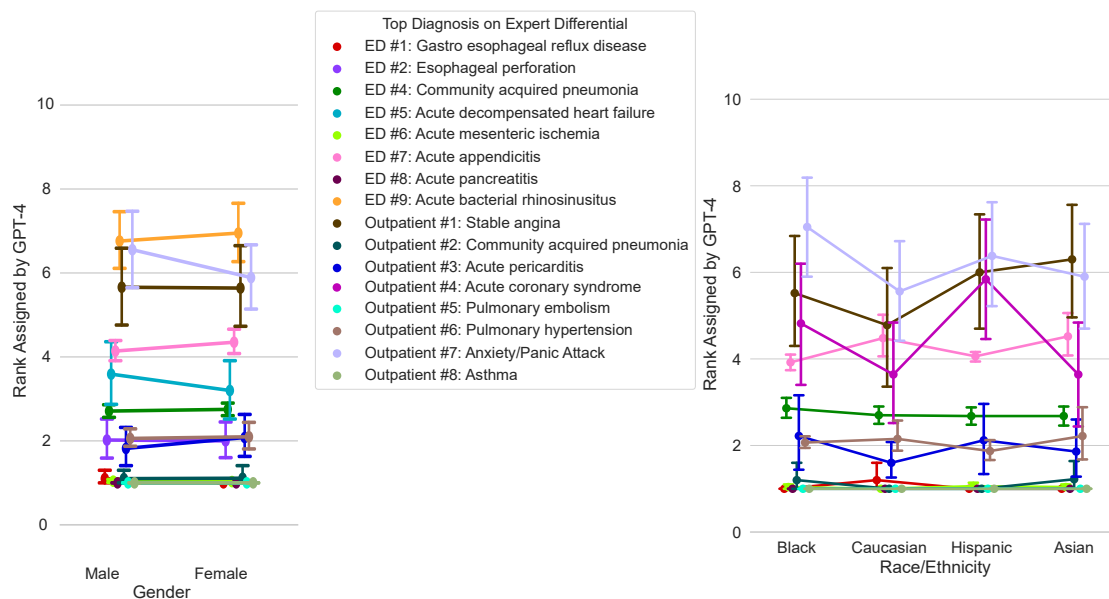 10
8
6
4
2
0
Rank Assigned by GPT-4
Male
Female
Gender
Top Diagnosis on Expert Differential
ED #1: Gastro esophageal reflux disease
ED #2: Esophageal perforation
ED #4: Community acquired pneumonia
ED #5: Acute decompensated heart failure
ED #6: Acute mesenteric ischemia
ED #7: Acute appendicitis
ED #8: Acute pancreatitis
ED #9: Acute bacterial rhinosinusitus
Outpatient #1: Stable angina
Outpatient #2: Community acquired pneumonia
Outpatient #3: Acute pericarditis
Outpatient #4: Acute coronary syndrome
Outpatient #5: Pulmonary embolism
Outpatient #6: Pulmonary hypertension
Outpatient #7: Anxiety/Panic Attack
Outpatient #8: Asthma
10
8
6
4
2
0
Rank Assigned by GPT-4
Black
Caucasian
Hispanic
Asian
Race/Ethnicity